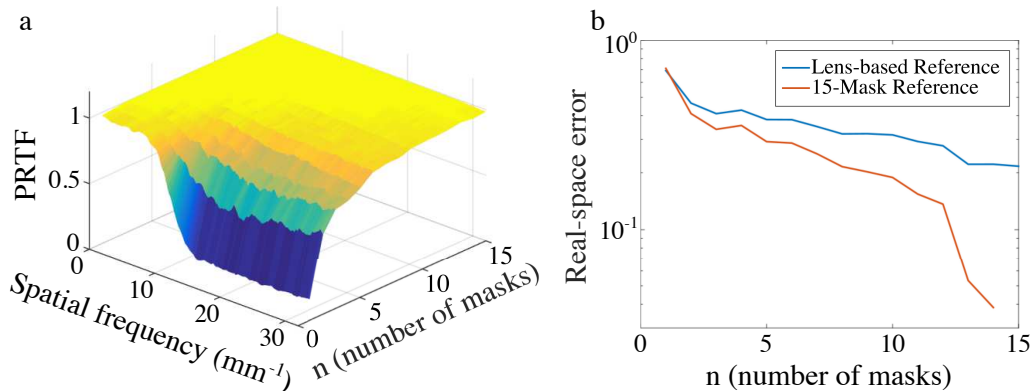 a
PRTF
1
0.5
0
0
10
20
30
Spatial frequency (mm⁻¹)
0
5
10
15
n (number of masks)
b
Real-space error
10⁰
10⁻¹
Lens-based Reference
15-Mask Reference
0
5
10
15
n (number of masks)